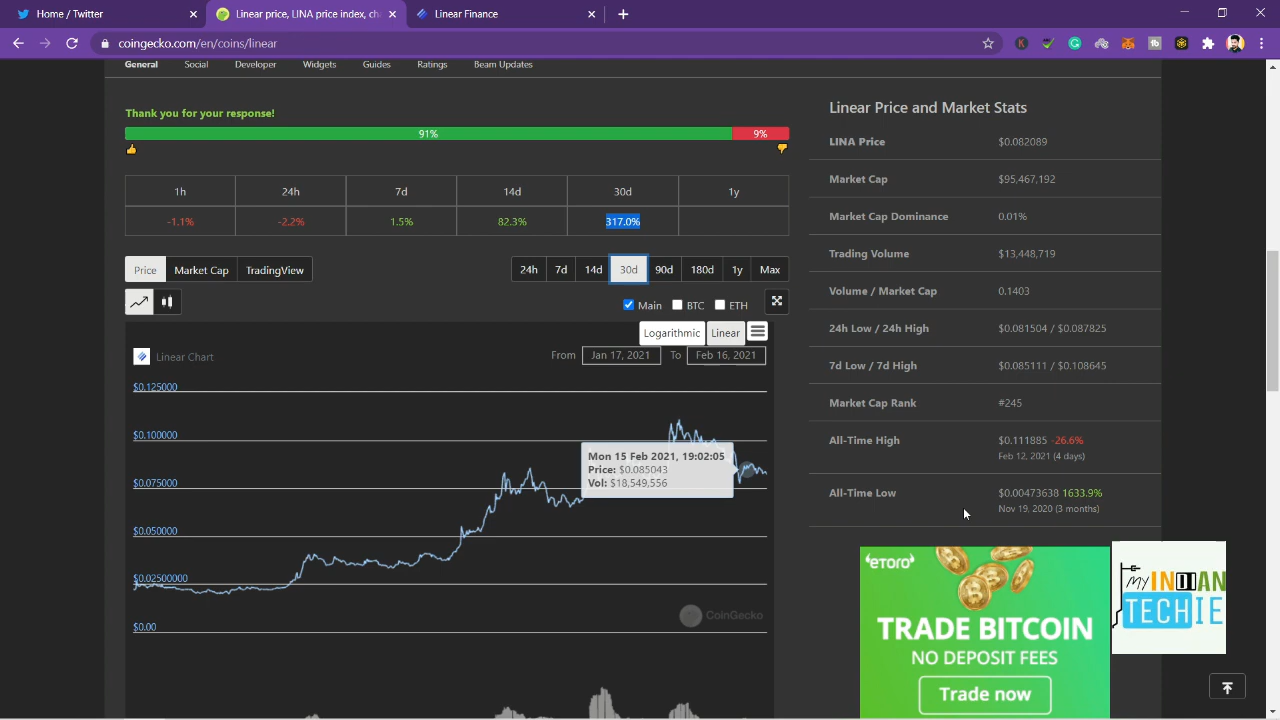 Home / Twitter
Linear price, LINA price index, ch
Linear Finance
coingecko.com/en/coins/linear
General Social Developer Widgets Guides Ratings Beam Updates
Thank you for your response!
91% 9%
1h 24h 7d 14d 30d 1y
-1.1% -2.2% 1.5% 82.3% 317.0%
Price Market Cap TradingView
24h 7d 14d 30d 90d 180d 1y Max
Main BTC ETH
Logarithmic Linear
Linear Chart
From Jan 17, 2021 To Feb 16, 2021
$0.125000
$0.100000
$0.075000
$0.050000
$0.02500000
$0.00
Mon 15 Feb 2021, 19:02:05
Price: $0.085043
Vol: $18,549,556
CoinGecko
Linear Price and Market Stats
LINA Price $0.082089
Market Cap $95,467,192
Market Cap Dominance 0.01%
Trading Volume $13,448,719
Volume / Market Cap 0.1403
24h Low / 24h High $0.081504 / $0.087825
7d Low / 7d High $0.085111 / $0.108645
Market Cap Rank #245
All-Time High $0.111885 -26.6%
Feb 12, 2021 (4 days)
All-Time Low $0.00473638 1633.9%
Nov 19, 2020 (3 months)
eToro
TRADE BITCOIN
NO DEPOSIT FEES
Trade now
MY INDIAN
TECHIE